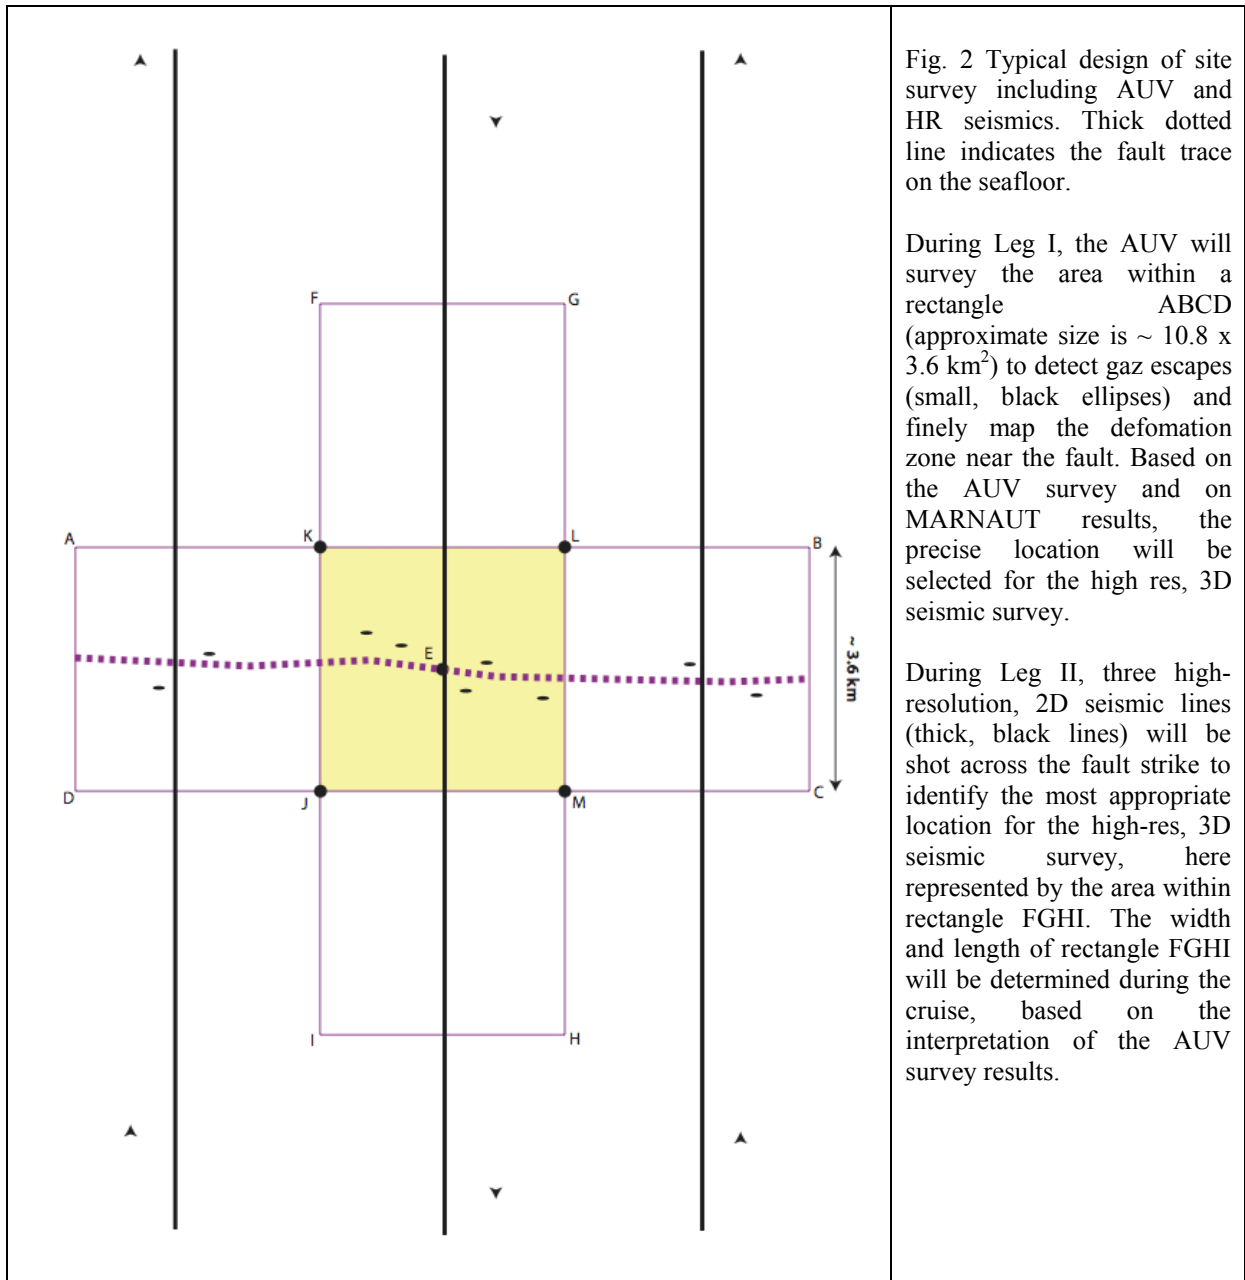 F
G
A
K
L
B
E
~ 3.6 km
D
J
M
C
I
H
Fig. 2 Typical design of site
survey including AUV and
HR seismics. Thick dotted
line indicates the fault trace
on the seafloor.
During Leg I, the AUV will
survey the area within a
rectangle ABCD
(approximate size is ~ 10.8 x
3.6 km²) to detect gaz escapes
(small, black ellipses) and
finely map the defomation
zone near the fault. Based on
the AUV survey and on
MARNAUT results, the
precise location will be
selected for the high res, 3D
seismic survey.
During Leg II, three high-
resolution, 2D seismic lines
(thick, black lines) will be
shot across the fault strike to
identify the most appropriate
location for the high-res, 3D
seismic survey, here
represented by the area within
rectangle FGHI. The width
and length of rectangle FGHI
will be determined during the
cruise, based on the
interpretation of the AUV
survey results.